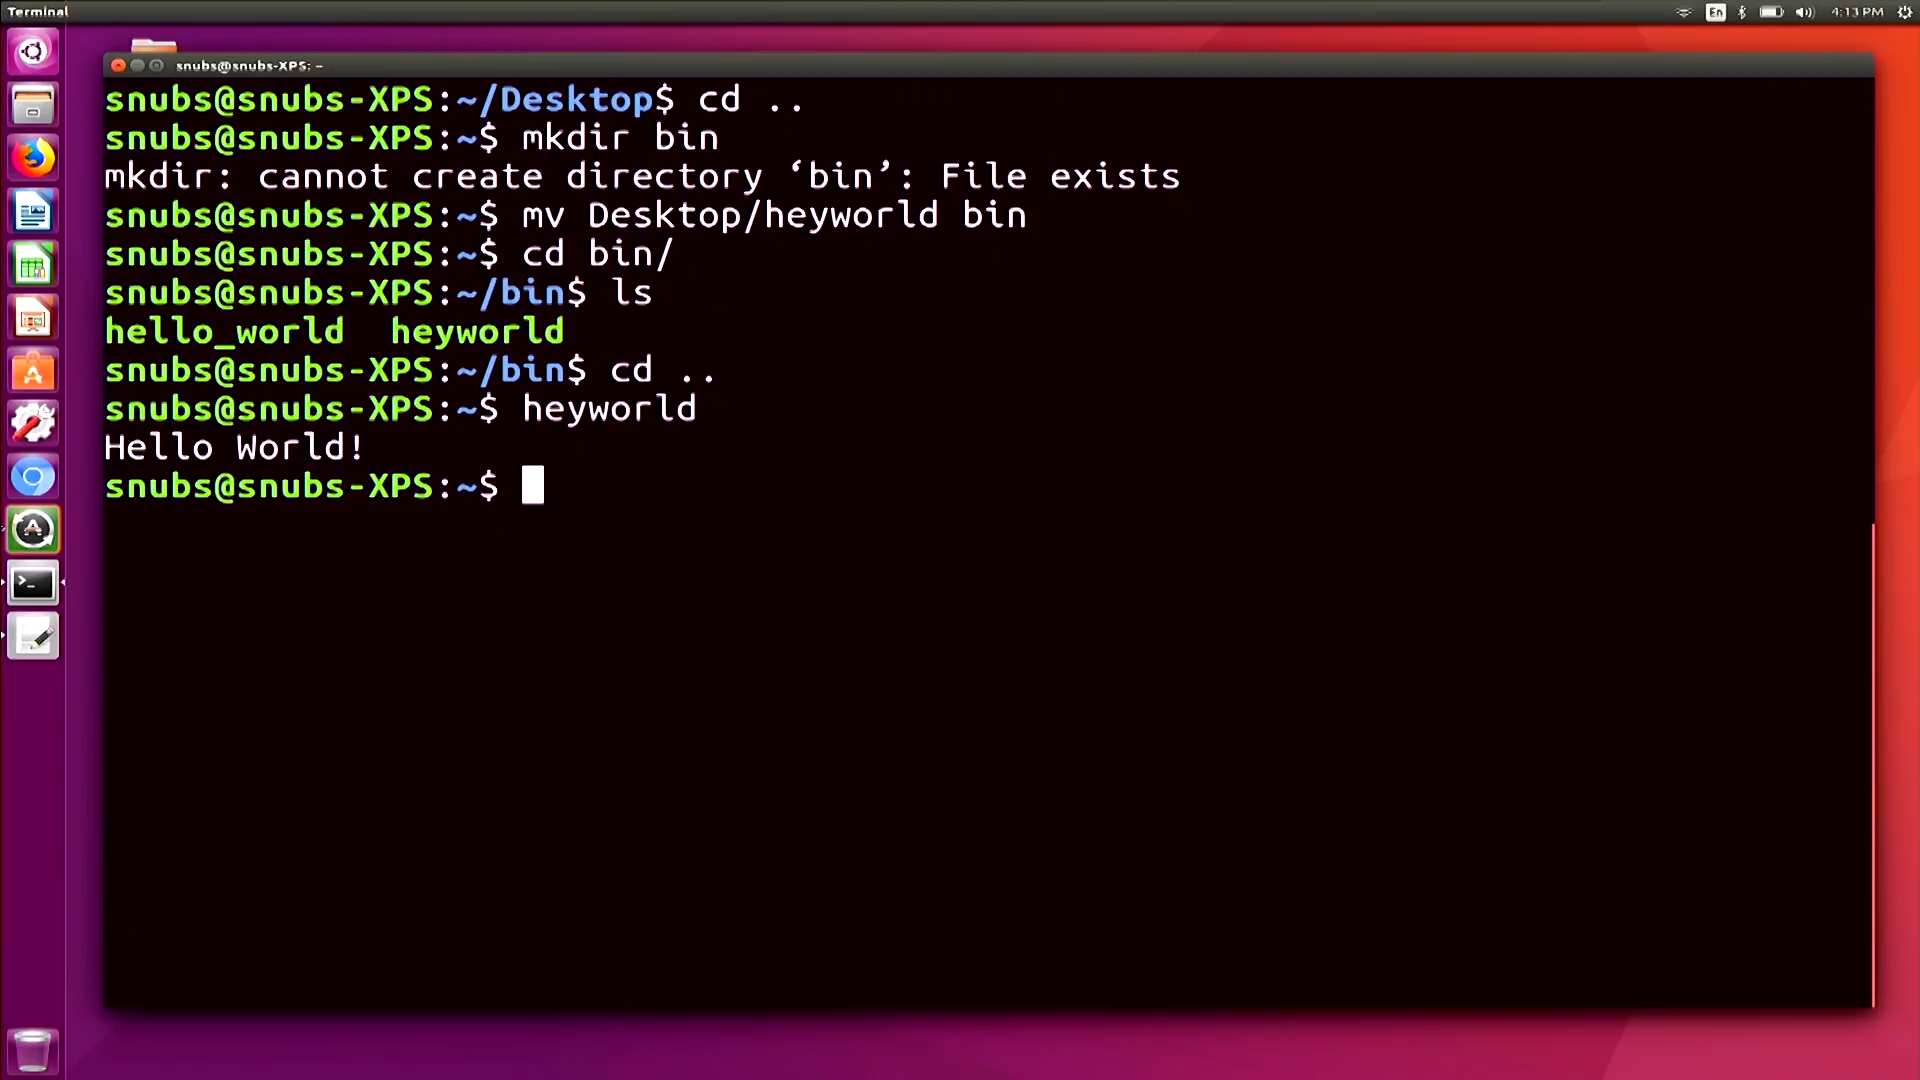 Terminal
En
4:13 PM
snubs@snubs-XPS: ~
snubs@snubs-XPS:~/Desktop$ cd ..
snubs@snubs-XPS:~$ mkdir bin
mkdir: cannot create directory ‘bin’: File exists
snubs@snubs-XPS:~$ mv Desktop/heyworld bin
snubs@snubs-XPS:~$ cd bin/
snubs@snubs-XPS:~/bin$ ls
hello_world  heyworld
snubs@snubs-XPS:~/bin$ cd ..
snubs@snubs-XPS:~$ heyworld
Hello World!
snubs@snubs-XPS:~$